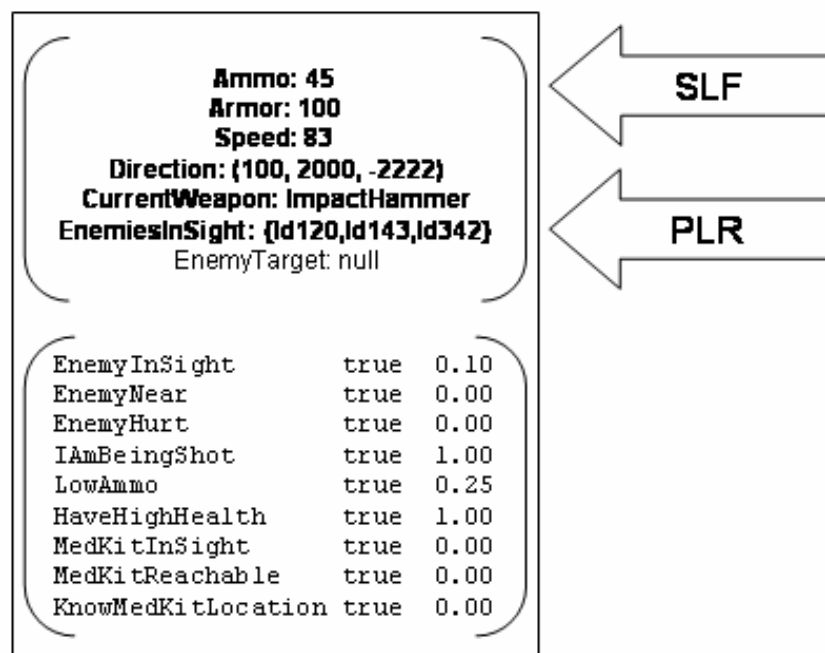 Ammo: 45
Armor: 100
Speed: 83
Direction: (100, 2000, -2222)
CurrentWeapon: ImpactHammer
EnemiesInSight: {Id120,Id143,Id342}
EnemyTarget: null
SLF
PLR
EnemyInSight true 0.10
EnemyNear true 0.00
EnemyHurt true 0.00
IAmBeingShot true 1.00
LowAmmo true 0.25
HaveHighHealth true 1.00
MedKitInSight true 0.00
MedKitReachable true 0.00
KnowMedKitLocation true 0.00